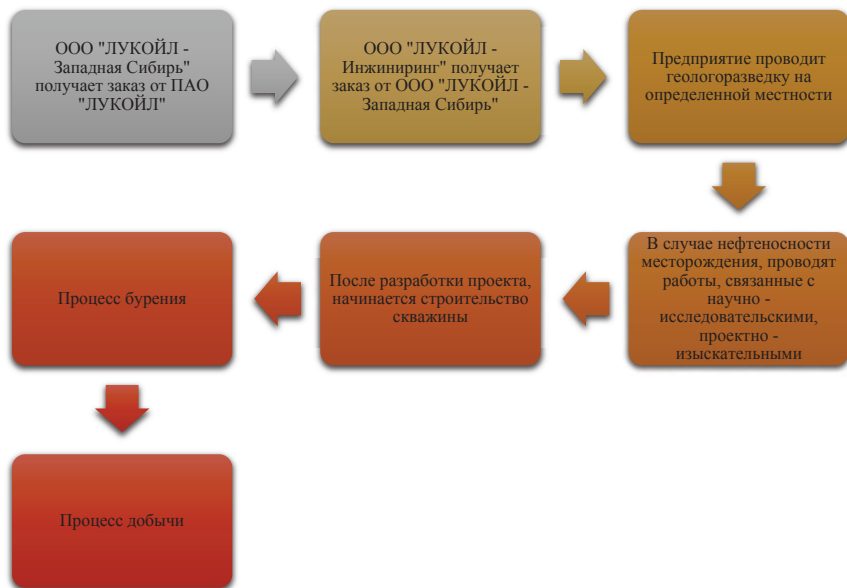 ООО "ЛУКОЙЛ -
Западная Сибирь"
получает заказ от ПАО
"ЛУКОЙЛ"
ООО "ЛУКОЙЛ -
Инжиниринг" получает
заказ от ООО "ЛУКОЙЛ -
Западная Сибирь"
Предприятие проводит
геологоразведку на
определенной местности
В случае нефтеносности
месторождения, проводят
работы, связанные с
научно -
исследовательскими,
проектно -
изыскательными
После разработки проекта,
начинается строительство
скважины
Процесс бурения
Процесс добычи